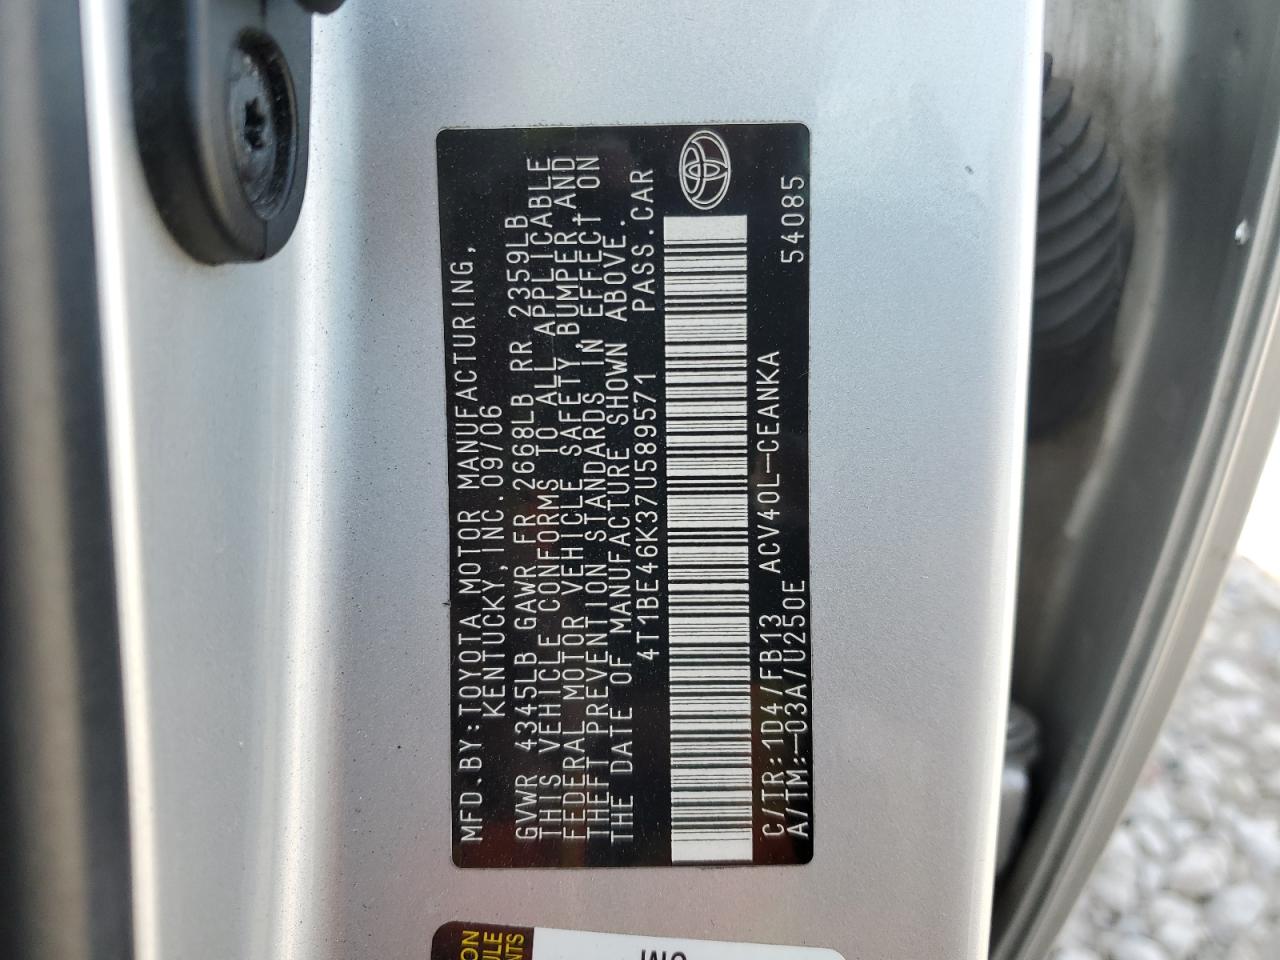 MFD.BY:TOYOTA MOTOR MANUFACTURING,
KENTUCKY,INC.09/06
GVWR 4345LB GAWR FR 2668LB RR 2359LB
THIS VEHICLE CONFORMS TO ALL APPLICABLE
FEDERAL MOTOR VEHICLE SAFETY,BUMPER,AND
THEFT PREVENTION STANDARDS IN EFFECT ON
THE DATE OF MANUFACTURE SHOWN ABOVE.
4T1BE46K37U589571 PASS.CAR
C/TR:1D4/FB13 ACV40L-CEANKA 54085
A/TM:-03A/U250E